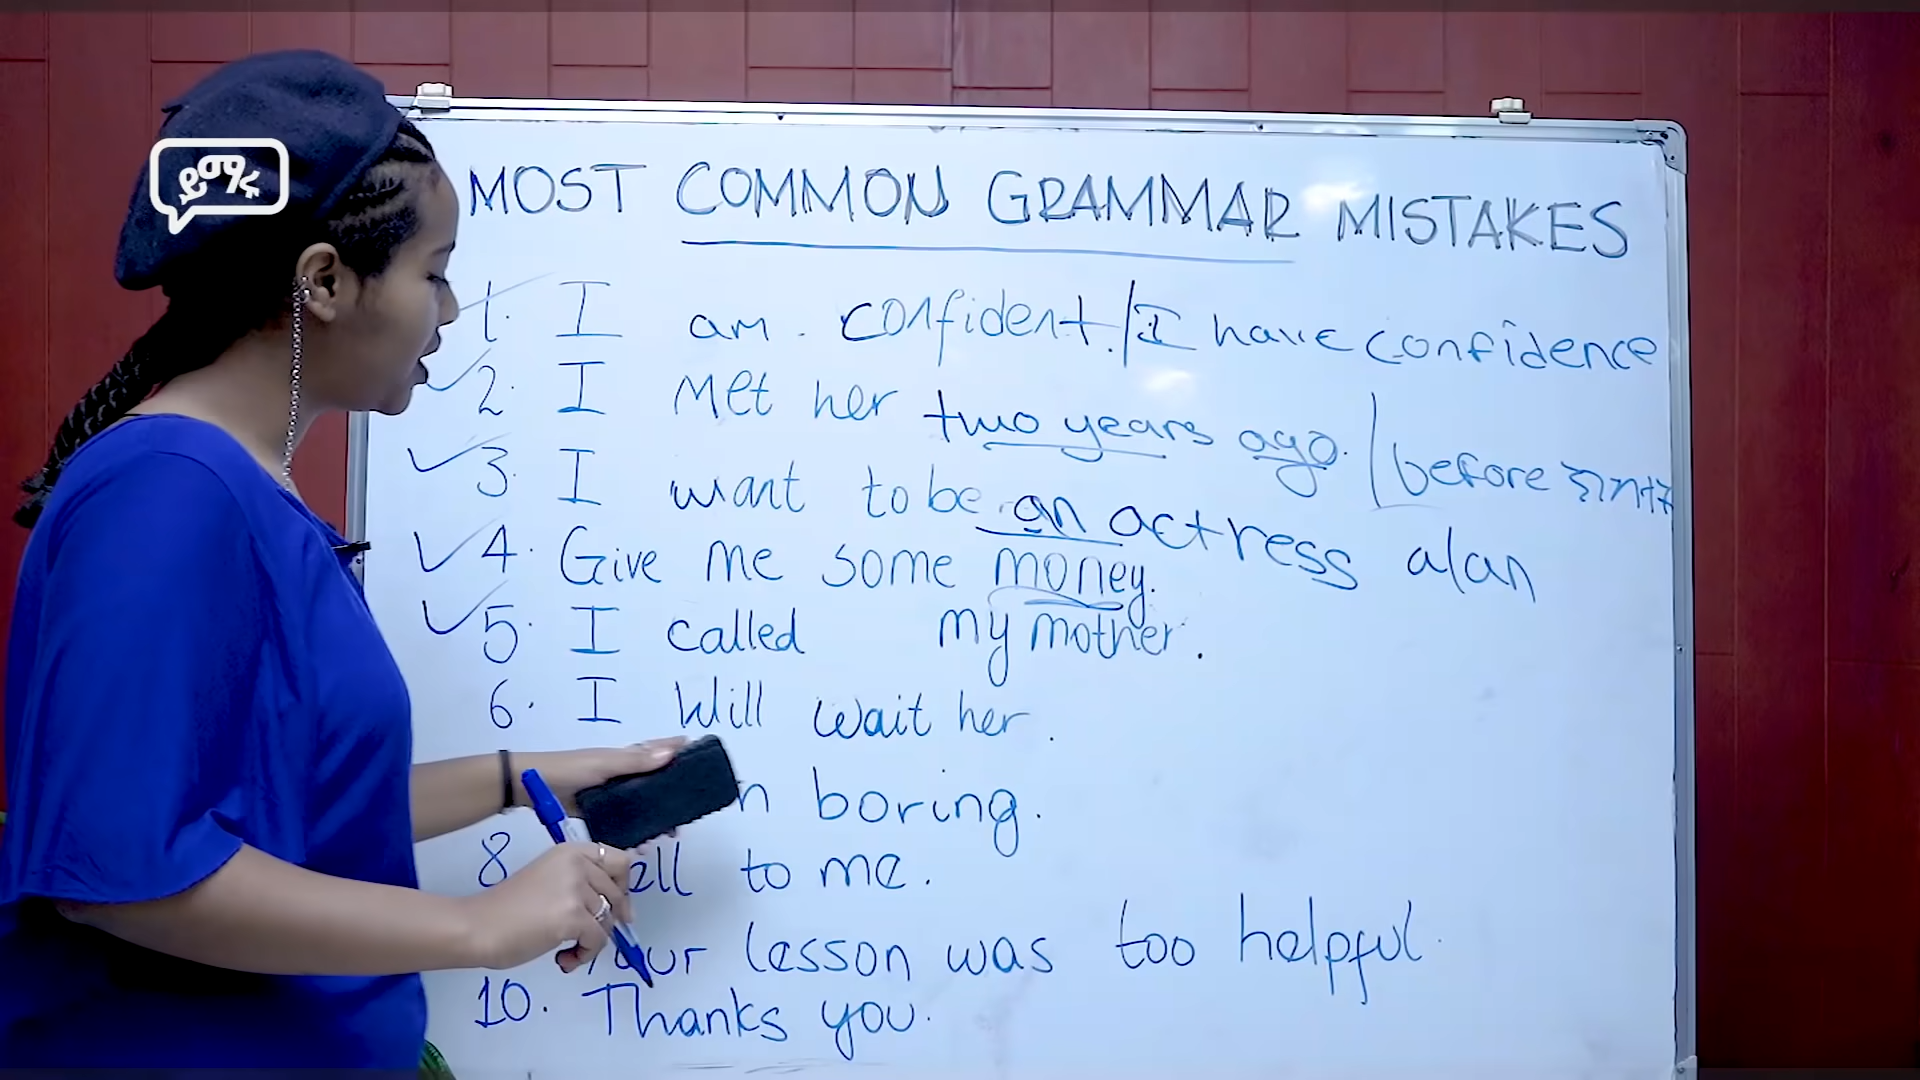 ይማሩ
MOST COMMON GRAMMAR MISTAKES
1. I am. confident. / I have confidence
2. I met her two years ago. / before
3. I want to be an actress a/an
4. Give me some money.
5. I called my mother.
6. I will wait her.
boring.
8 to me.
lesson was too helpful.
10. Thanks you.